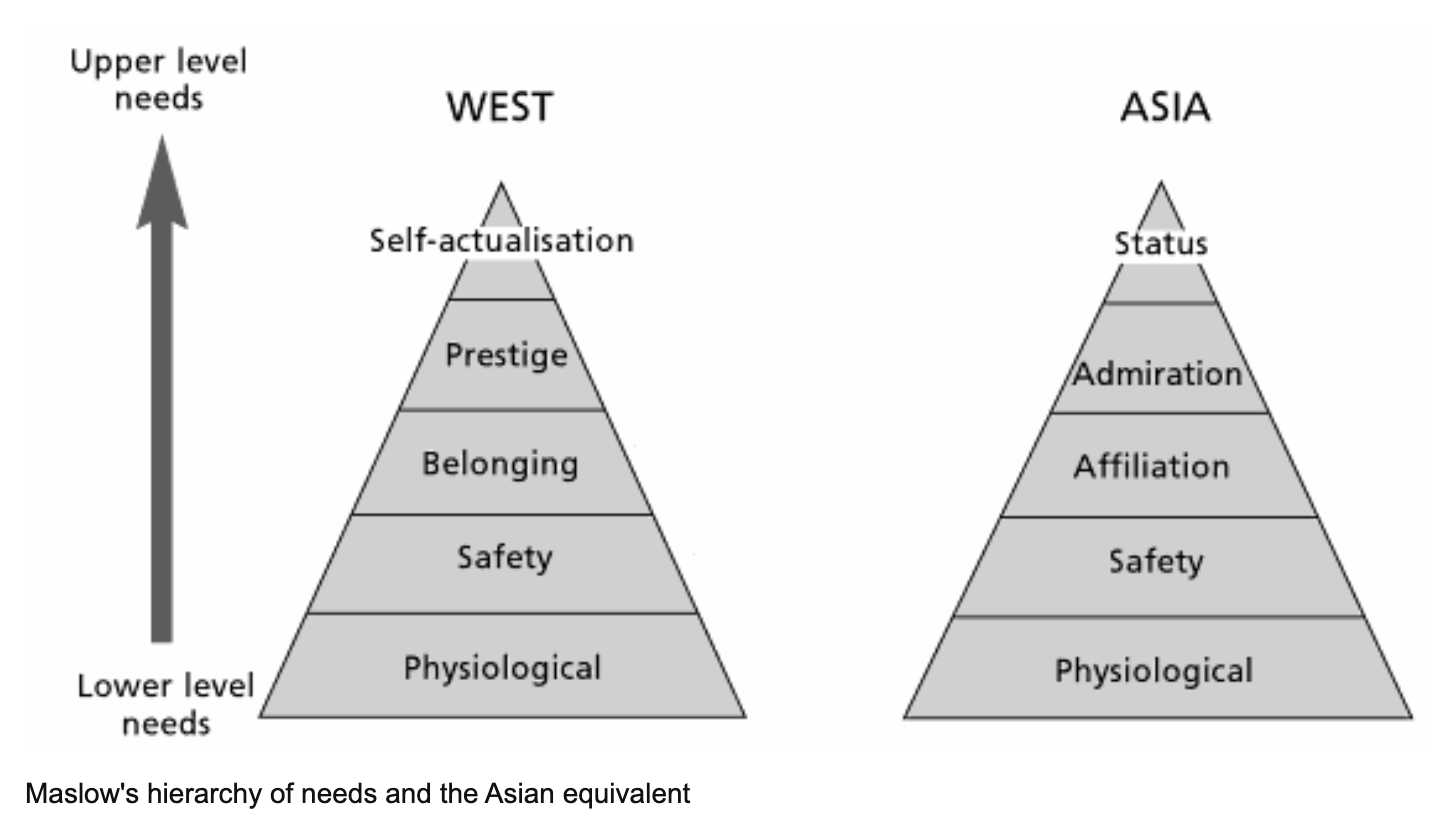 Upper level
needs
WEST
ASIA
Self-actualisation
Status
Prestige
Admiration
Belonging
Affiliation
Safety
Safety
Physiological
Physiological
Lower level
needs
Maslow's hierarchy of needs and the Asian equivalent